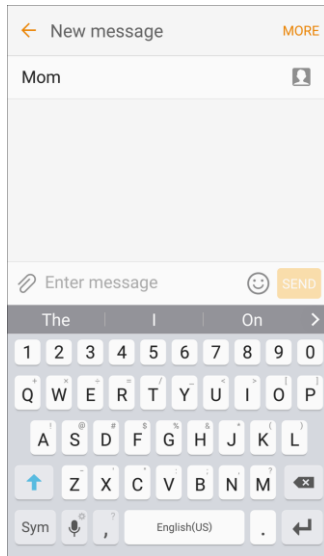 New message MORE
Mom
Enter message SEND
The I On
1 2 3 4 5 6 7 8 9 0
Q W E R T Y U I O P
A S D F G H J K L
Z X C V B N M
Sym , English(US) .